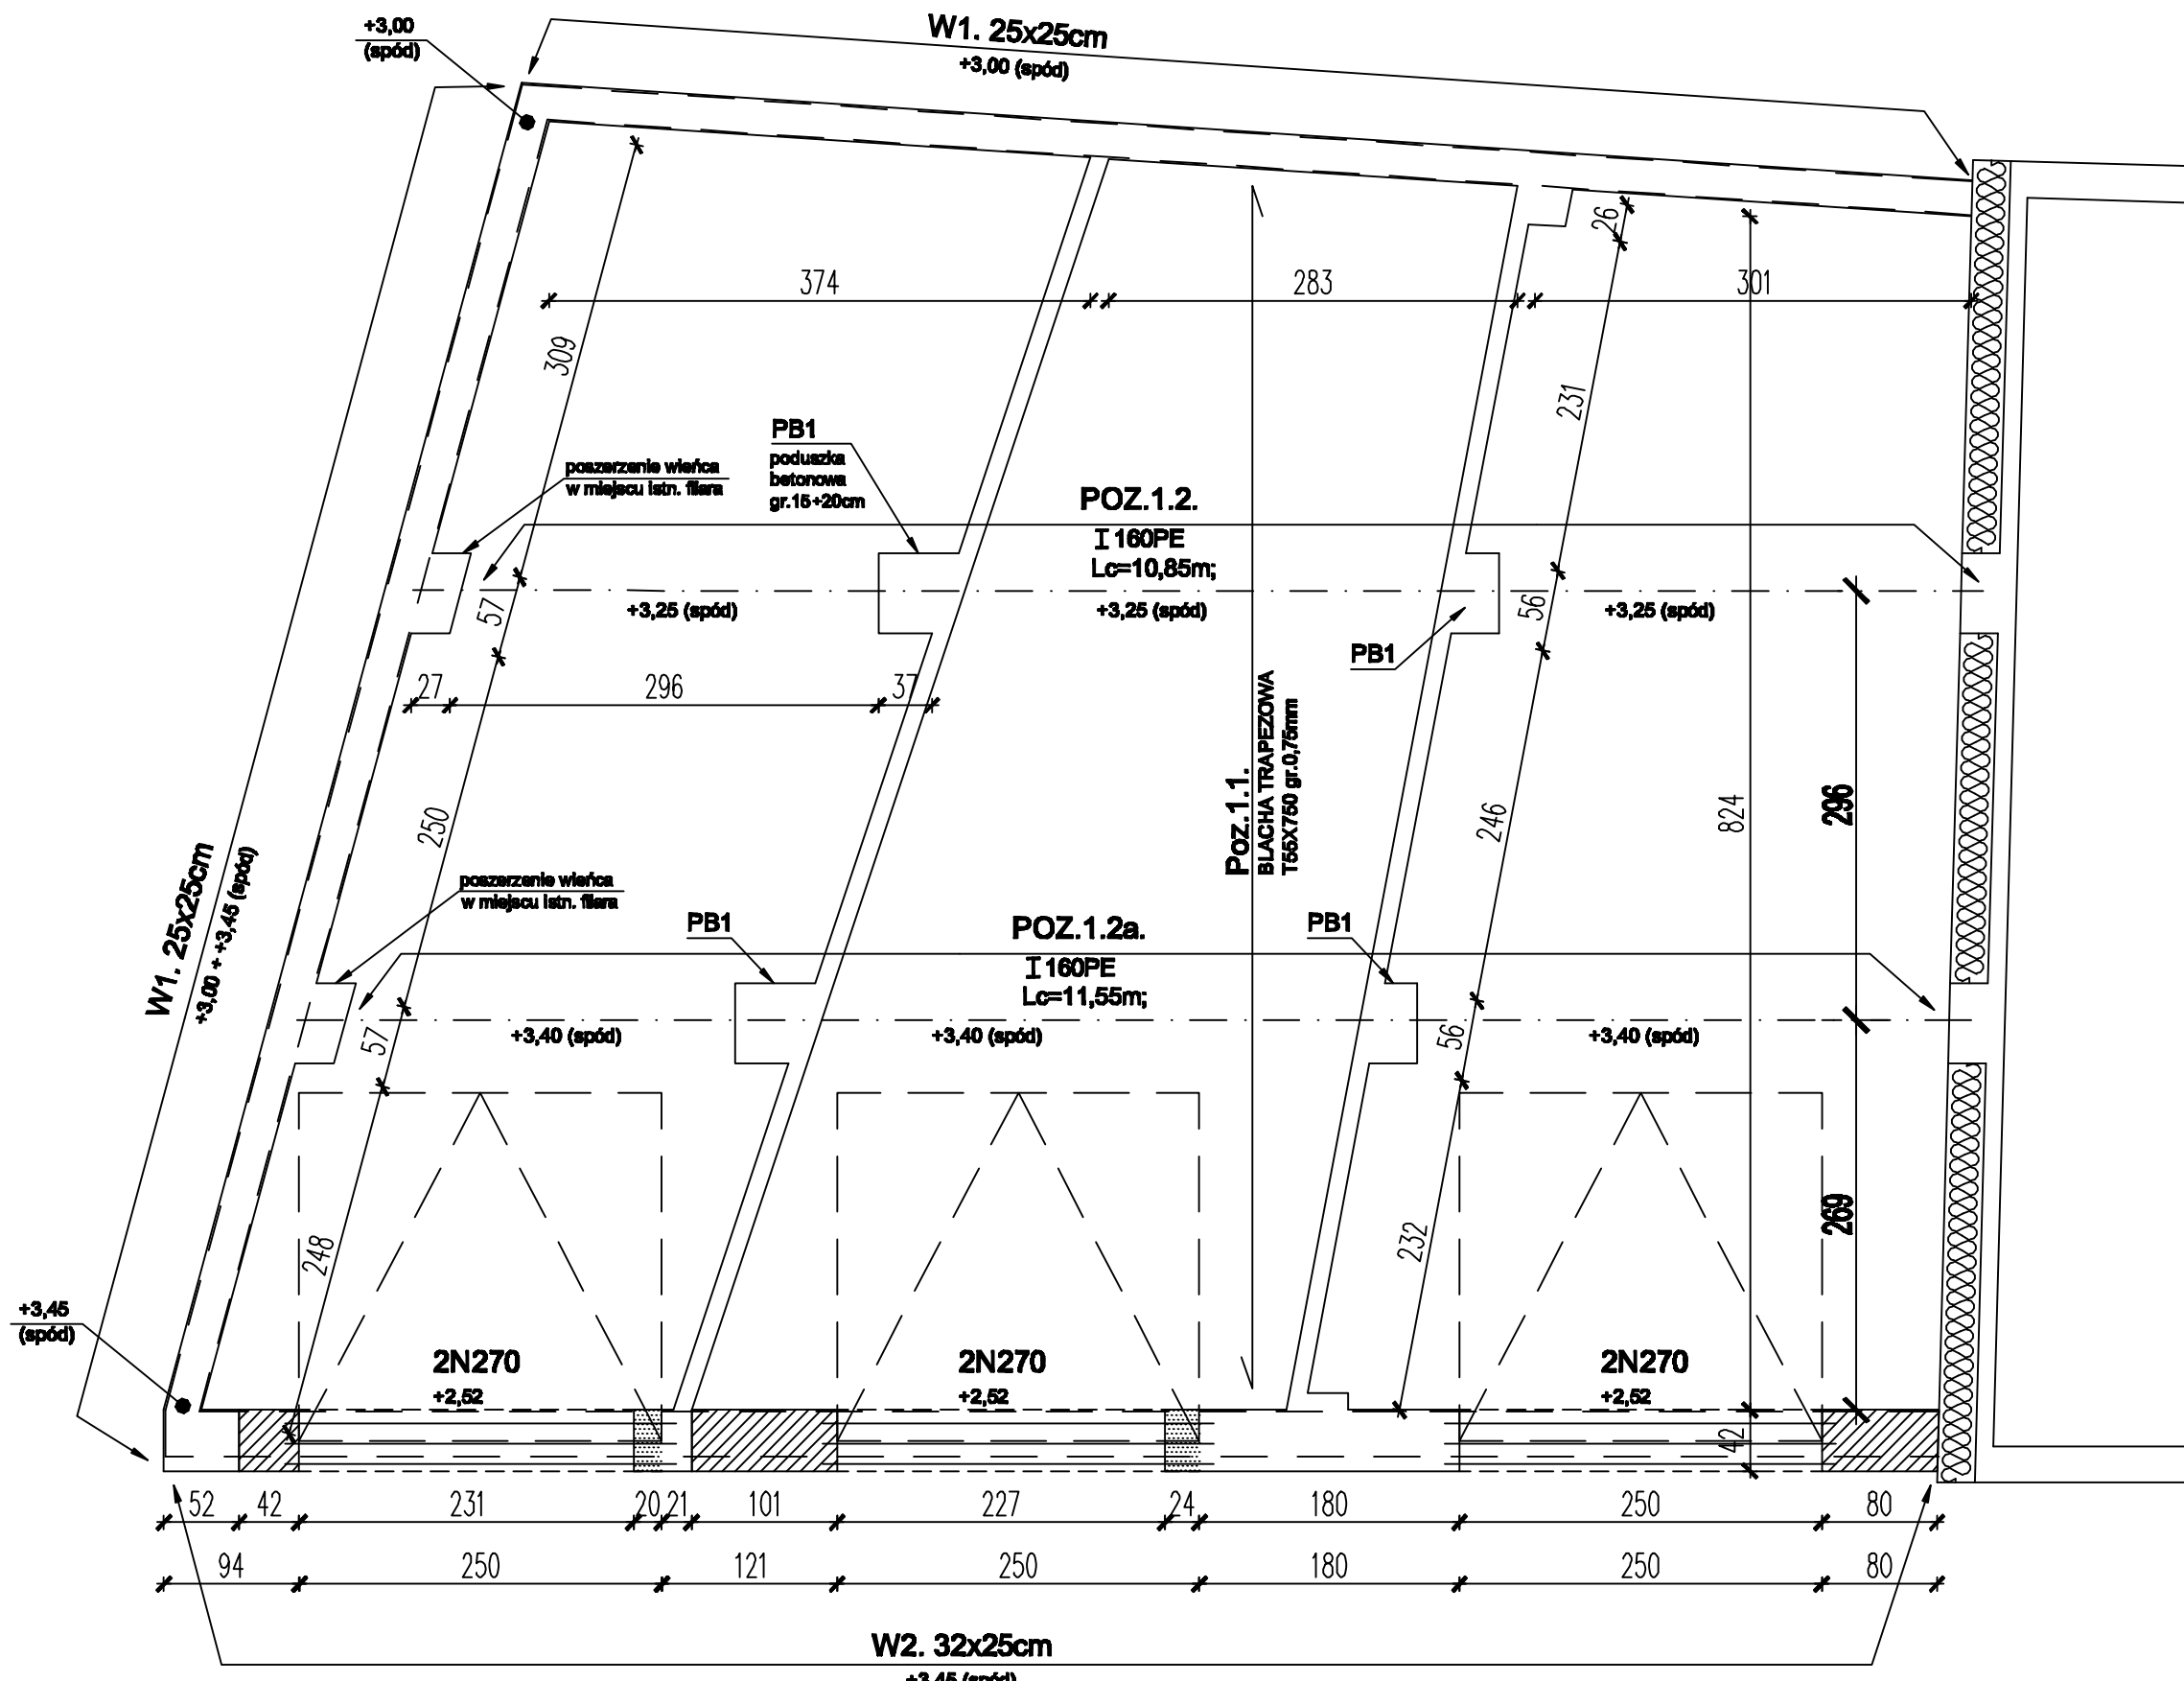 +3,00
(spód)
W1. 25x25cm
+3,00 (spód)
26
374
283
301
309
231
PB1
poduszka
betonowa
gr.15÷20cm
poszerzenie wieńca
w miejscu istn. filara
POZ.1.2.
I 160PE
Lc=10,85m;
57
+3,25 (spód)
+3,25 (spód)
56
+3,25 (spód)
PB1
27
296
37
Poz.1.1.
BLACHA TRAPEZOWA
T55X750 gr.0,75mm
250
246
824
296
W1. 25x25cm
+3,00 ÷ +3,45 (spód)
poszerzenie wieńca
w miejscu istn. filara
PB1
POZ.1.2a.
I 160PE
Lc=11,55m;
PB1
57
+3,40 (spód)
+3,40 (spód)
56
+3,40 (spód)
248
232
269
+3,45
(spód)
2N270
+2,52
2N270
+2,52
2N270
+2,52
42
52
42
231
20
21
101
227
24
180
250
80
94
250
121
250
180
250
80
W2. 32x25cm
+3,45 (spód)